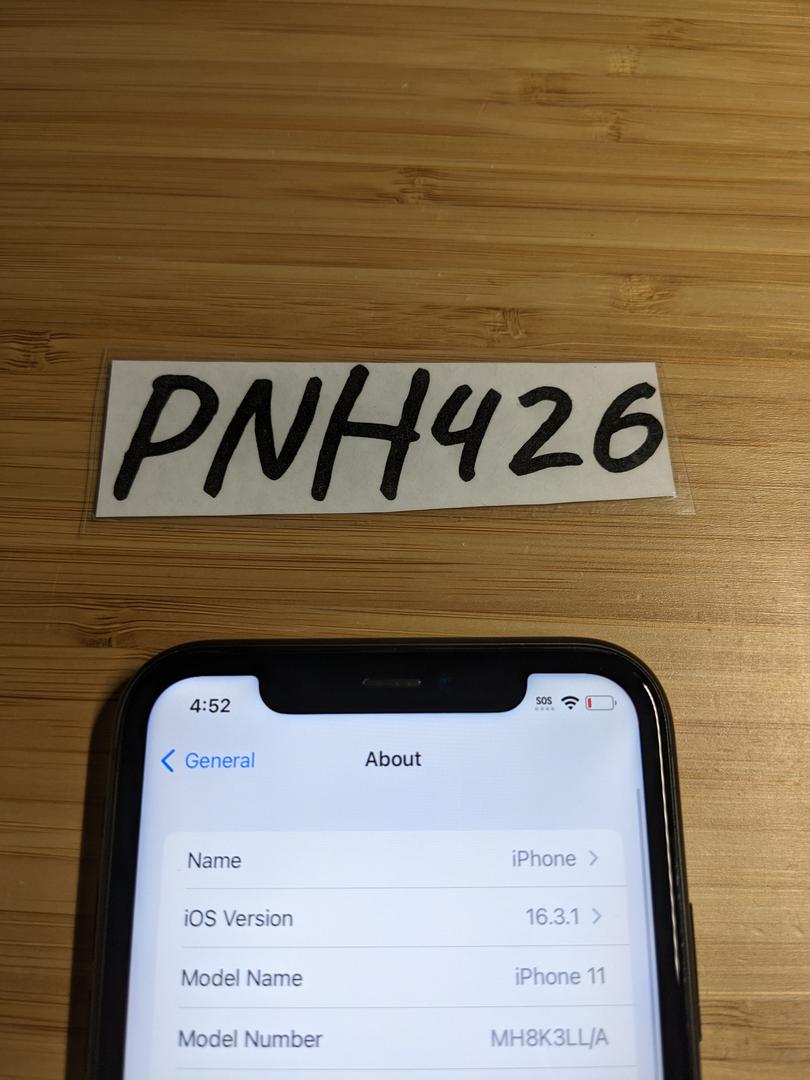 PNH426
4:52 SOS
General About
Name iPhone
iOS Version 16.3.1
Model Name iPhone 11
Model Number MH8K3LL/A